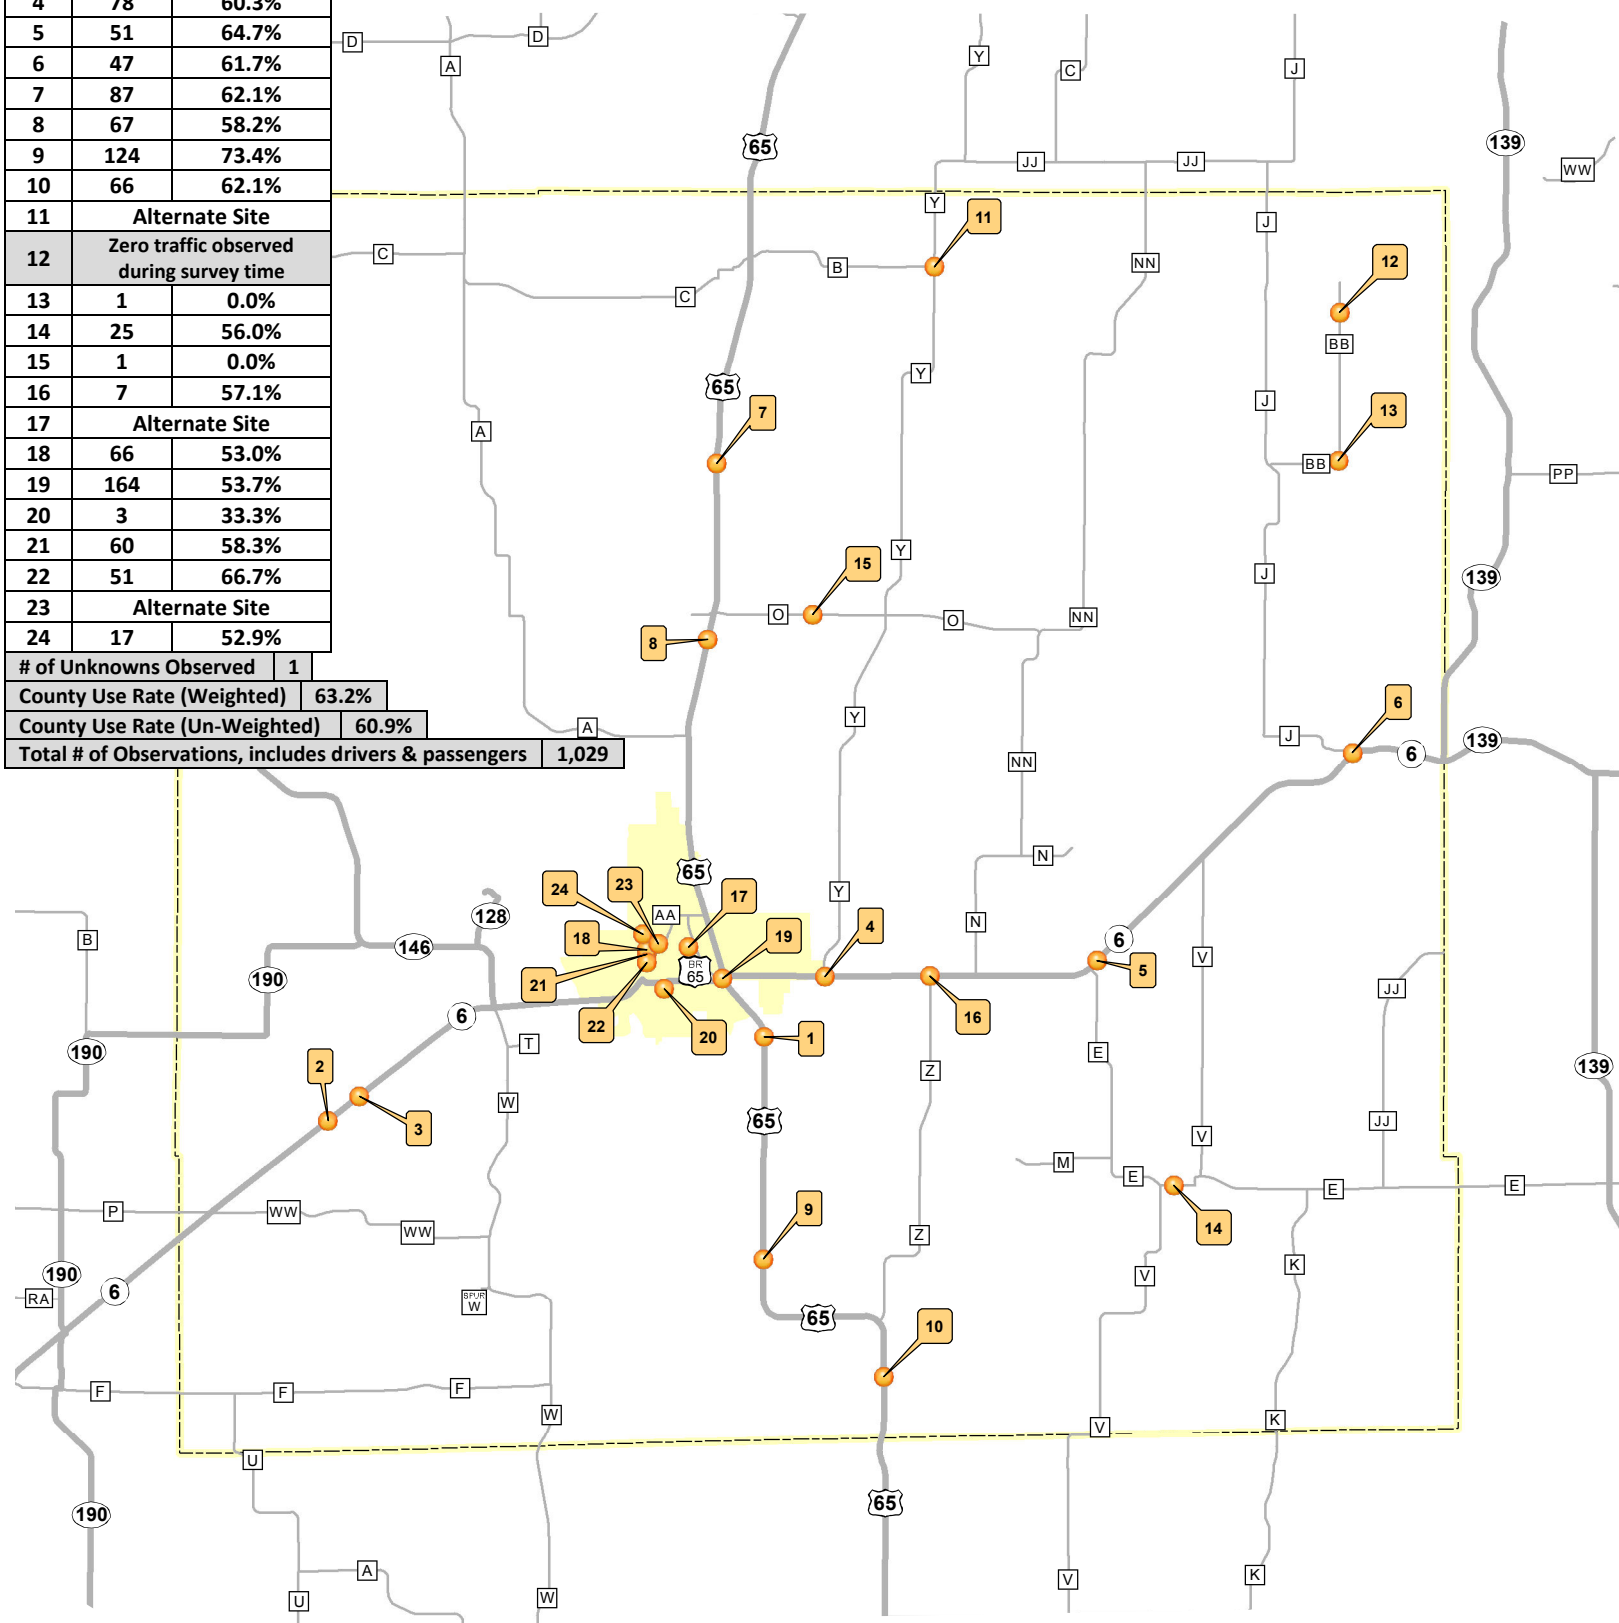 4 78 60.3%
5 51 64.7%
6 47 61.7%
7 87 62.1%
8 67 58.2%
9 124 73.4%
10 66 62.1%
11 Alternate Site
12 Zero traffic observed
during survey time
13 1 0.0%
14 25 56.0%
15 1 0.0%
16 7 57.1%
17 Alternate Site
18 66 53.0%
19 164 53.7%
20 3 33.3%
21 60 58.3%
22 51 66.7%
23 Alternate Site
24 17 52.9%
# of Unknowns Observed 1
County Use Rate (Weighted) 63.2%
County Use Rate (Un-Weighted) 60.9%
Total # of Observations, includes drivers & passengers 1,029
D
D
A
Y
C
J
65
139
JJ
JJ
WW
Y
11
J
C
B
NN
12
C
BB
Y
65
J
7
13
A
BB
PP
Y
15
J
139
O
O
NN
8
6
Y
A
J
6
139
NN
N
65
24
23
17
Y
128
AA
4
N
B
18
19
6
146
V
5
BR
65
190
21
JJ
6
22
20
1
16
T
E
190
2
Z
139
W
3
65
JJ
V
M
E
E
E
P
WW
9
14
WW
Z
190
K
V
6
RA
SPUR
W
65
10
F
F
F
W
K
V
U
65
190
A
V
K
U
W